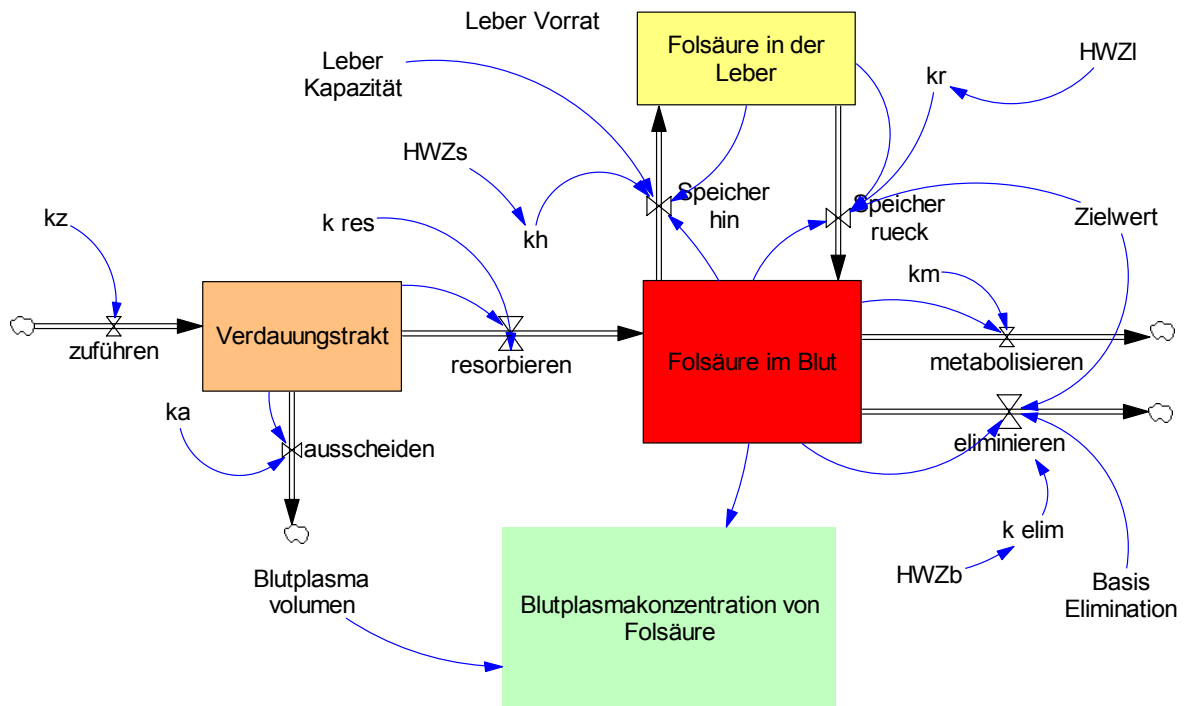 Leber Vorrat
Folsäure in der
Leber
Leber
Kapazität
HWZl
kr
HWZs
kh
k res
kz
Speicher
hin
Speicher
rueck
Zielwert
km
zuführen
Verdauungstrakt
resorbieren
Folsäure im Blut
metabolisieren
ka
ausscheiden
eliminieren
k elim
HWZb
Basis
Elimination
Blutplasma
volumen
Blutplasmakonzentration von
Folsäure